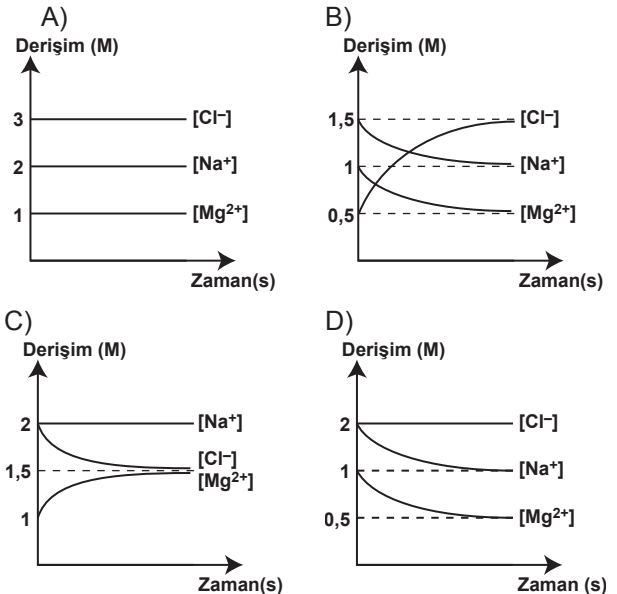 A)
Derişim (M)
3
[Cl⁻]
2
[Na⁺]
1
[Mg²⁺]
Zaman(s)
B)
Derişim (M)
1,5
[Cl⁻]
1
[Na⁺]
0,5
[Mg²⁺]
Zaman(s)
C)
Derişim (M)
2
[Na⁺]
[Cl⁻]
1,5
[Mg²⁺]
1
Zaman(s)
D)
Derişim (M)
2
[Cl⁻]
1
[Na⁺]
0,5
[Mg²⁺]
Zaman (s)